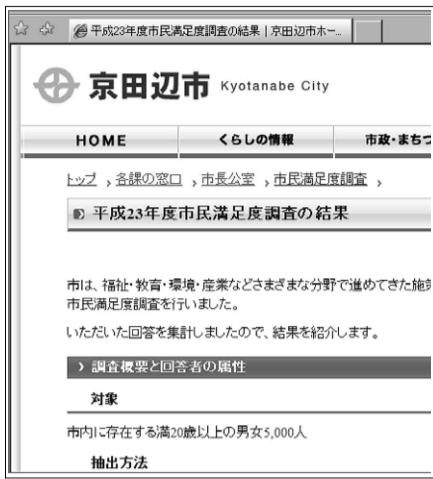 平成23年度市民満足度調査の結果 | 京田辺市ホー...
京田辺市 Kyotanabe City
HOME くらしの情報 市政・まちづ
トップ > 各課の窓口 > 市長公室 > 市民満足度調査 >
平成23年度市民満足度調査の結果
市は、福祉・教育・環境・産業などさまざまな分野で進めてきた施策
市民満足度調査を行いました。
いただいた回答を集計しましたので、結果を紹介します。
> 調査概要と回答者の属性
対象
市内に存在する満20歳以上の男女5,000人
抽出方法